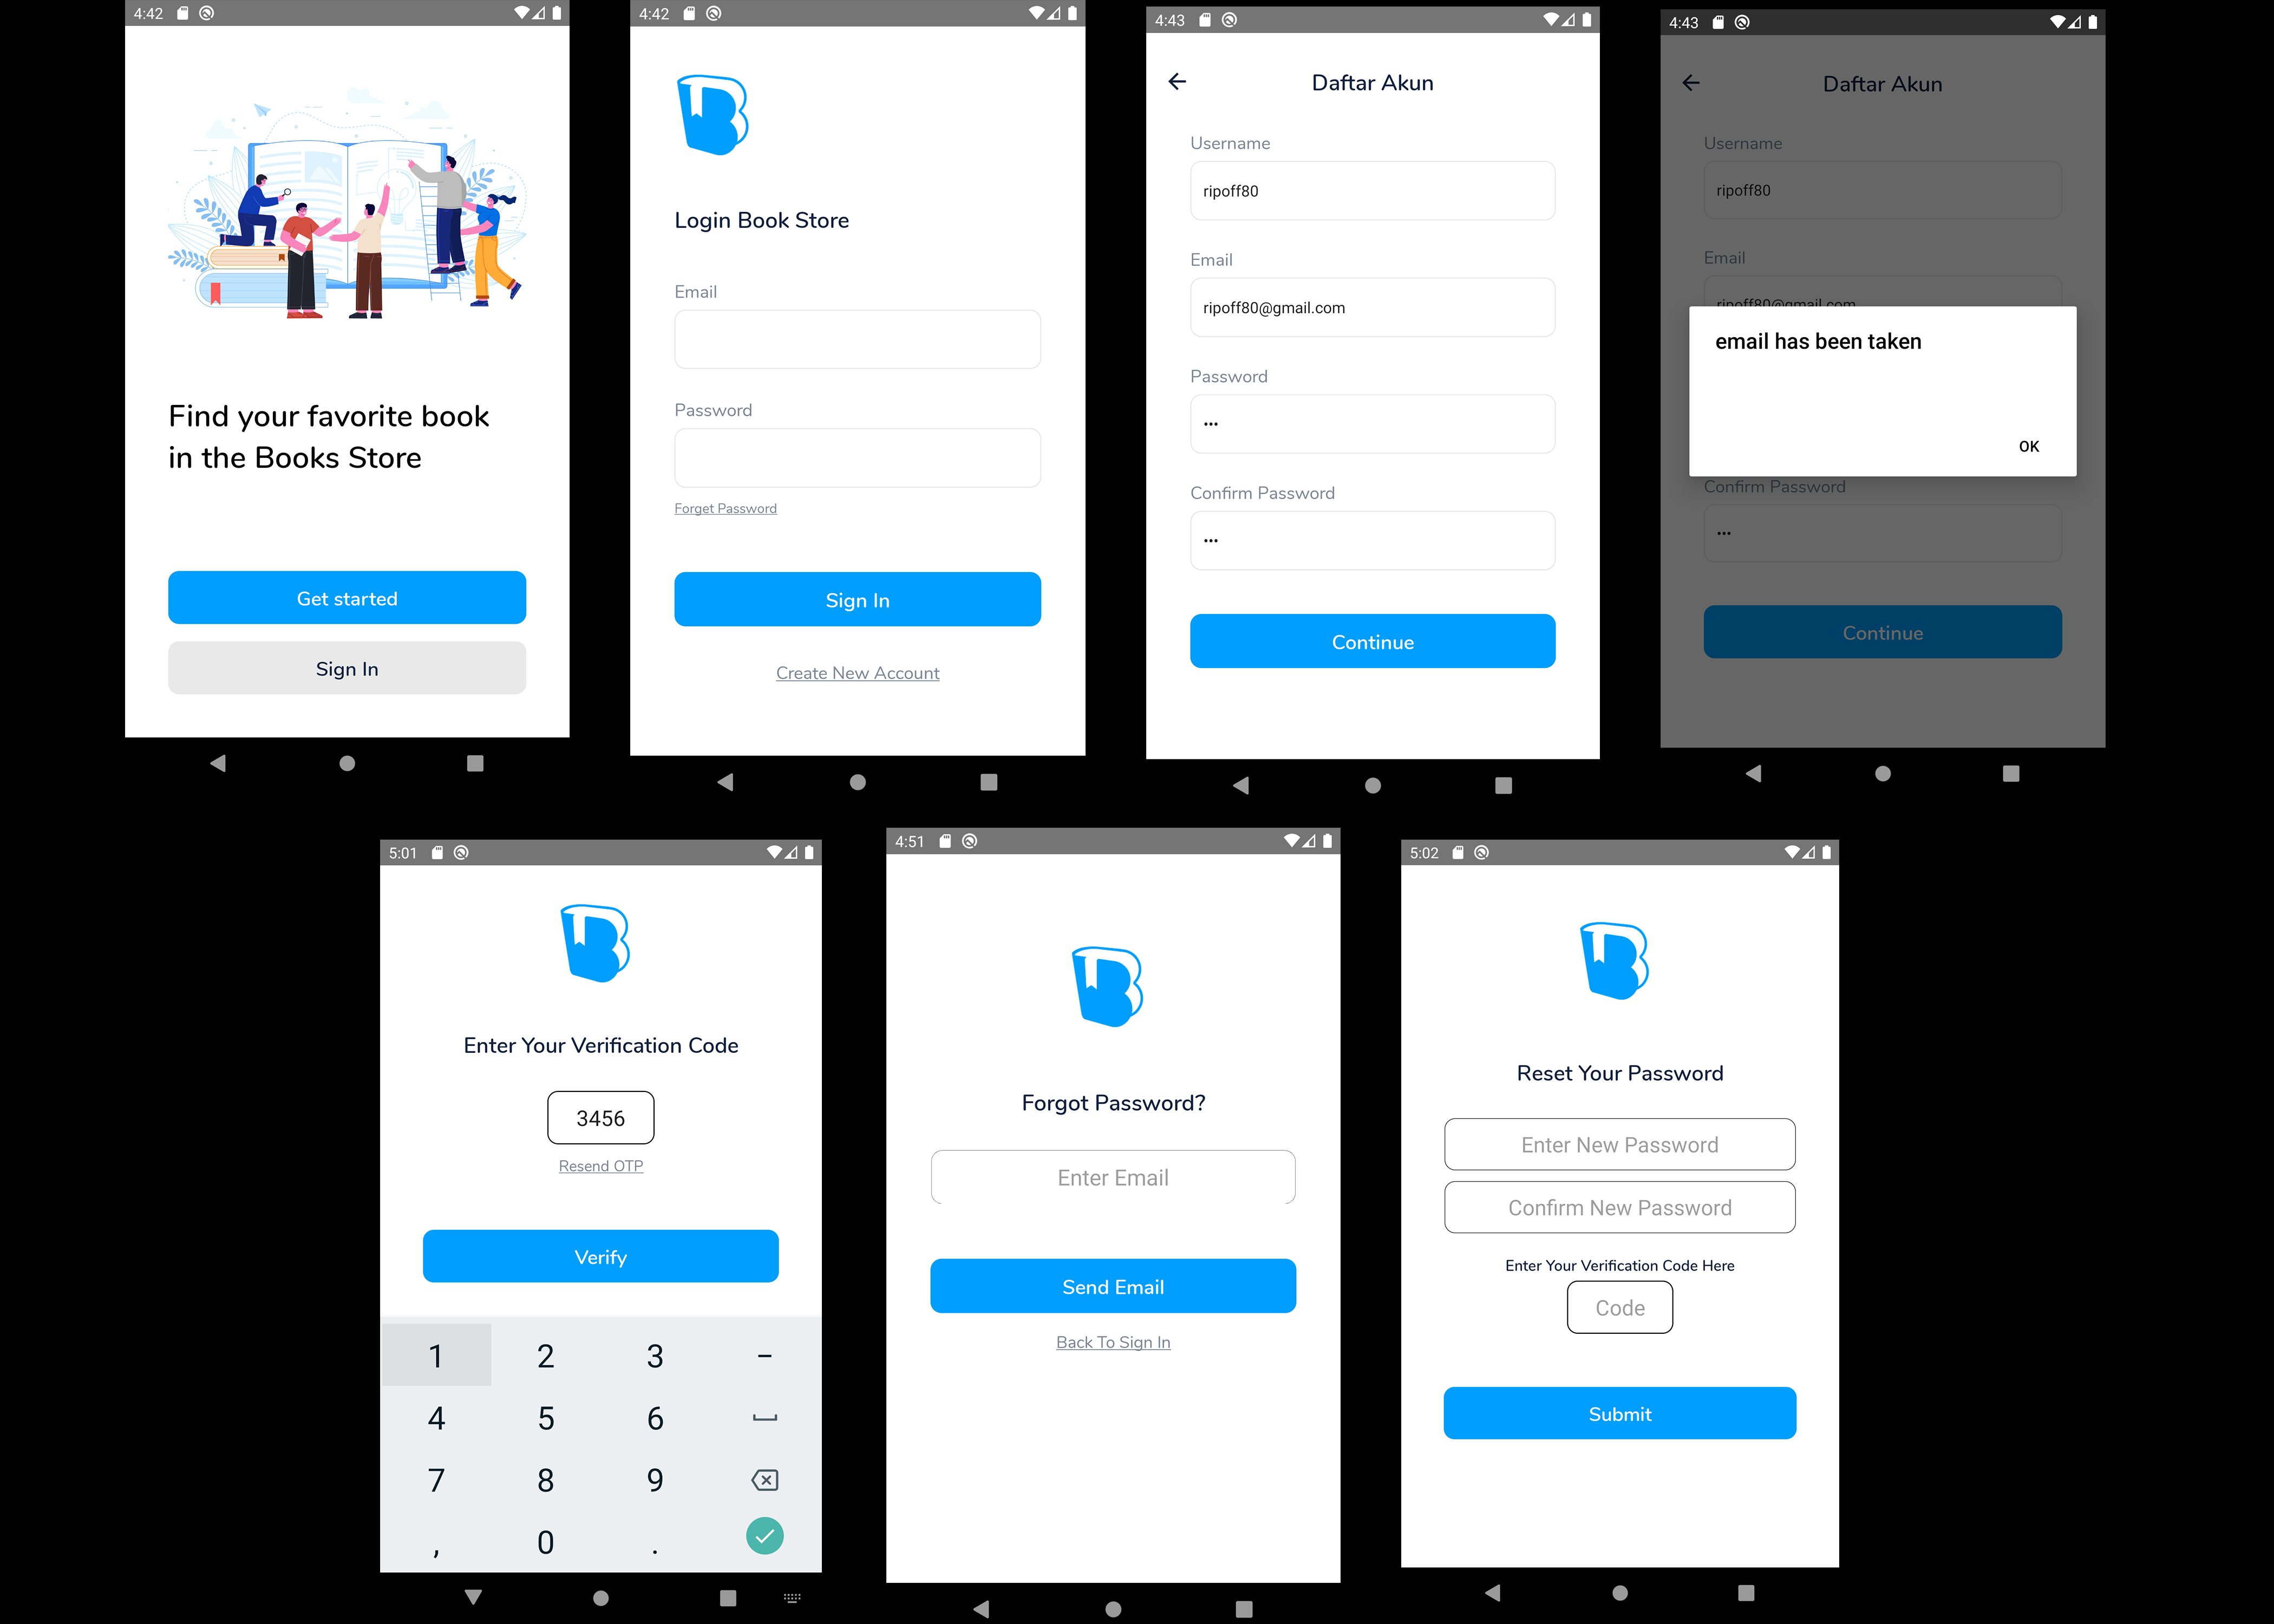 4:42
Find your favorite book
in the Books Store
Get started
Sign In
4:42
Login Book Store
Email
Password
Forget Password
Sign In
Create New Account
4:43
Daftar Akun
Username
ripoff80
Email
ripoff80@gmail.com
Password
•••
Confirm Password
•••
Continue
4:43
Daftar Akun
Username
ripoff80
Email
ripoff80@gmail.com
email has been taken
OK
Confirm Password
•••
Continue
5:01
Enter Your Verification Code
3456
Resend OTP
Verify
1 2 3 –
4 5 6
7 8 9
, 0 .
4:51
Forgot Password?
Enter Email
Send Email
Back To Sign In
5:02
Reset Your Password
Enter New Password
Confirm New Password
Enter Your Verification Code Here
Code
Submit